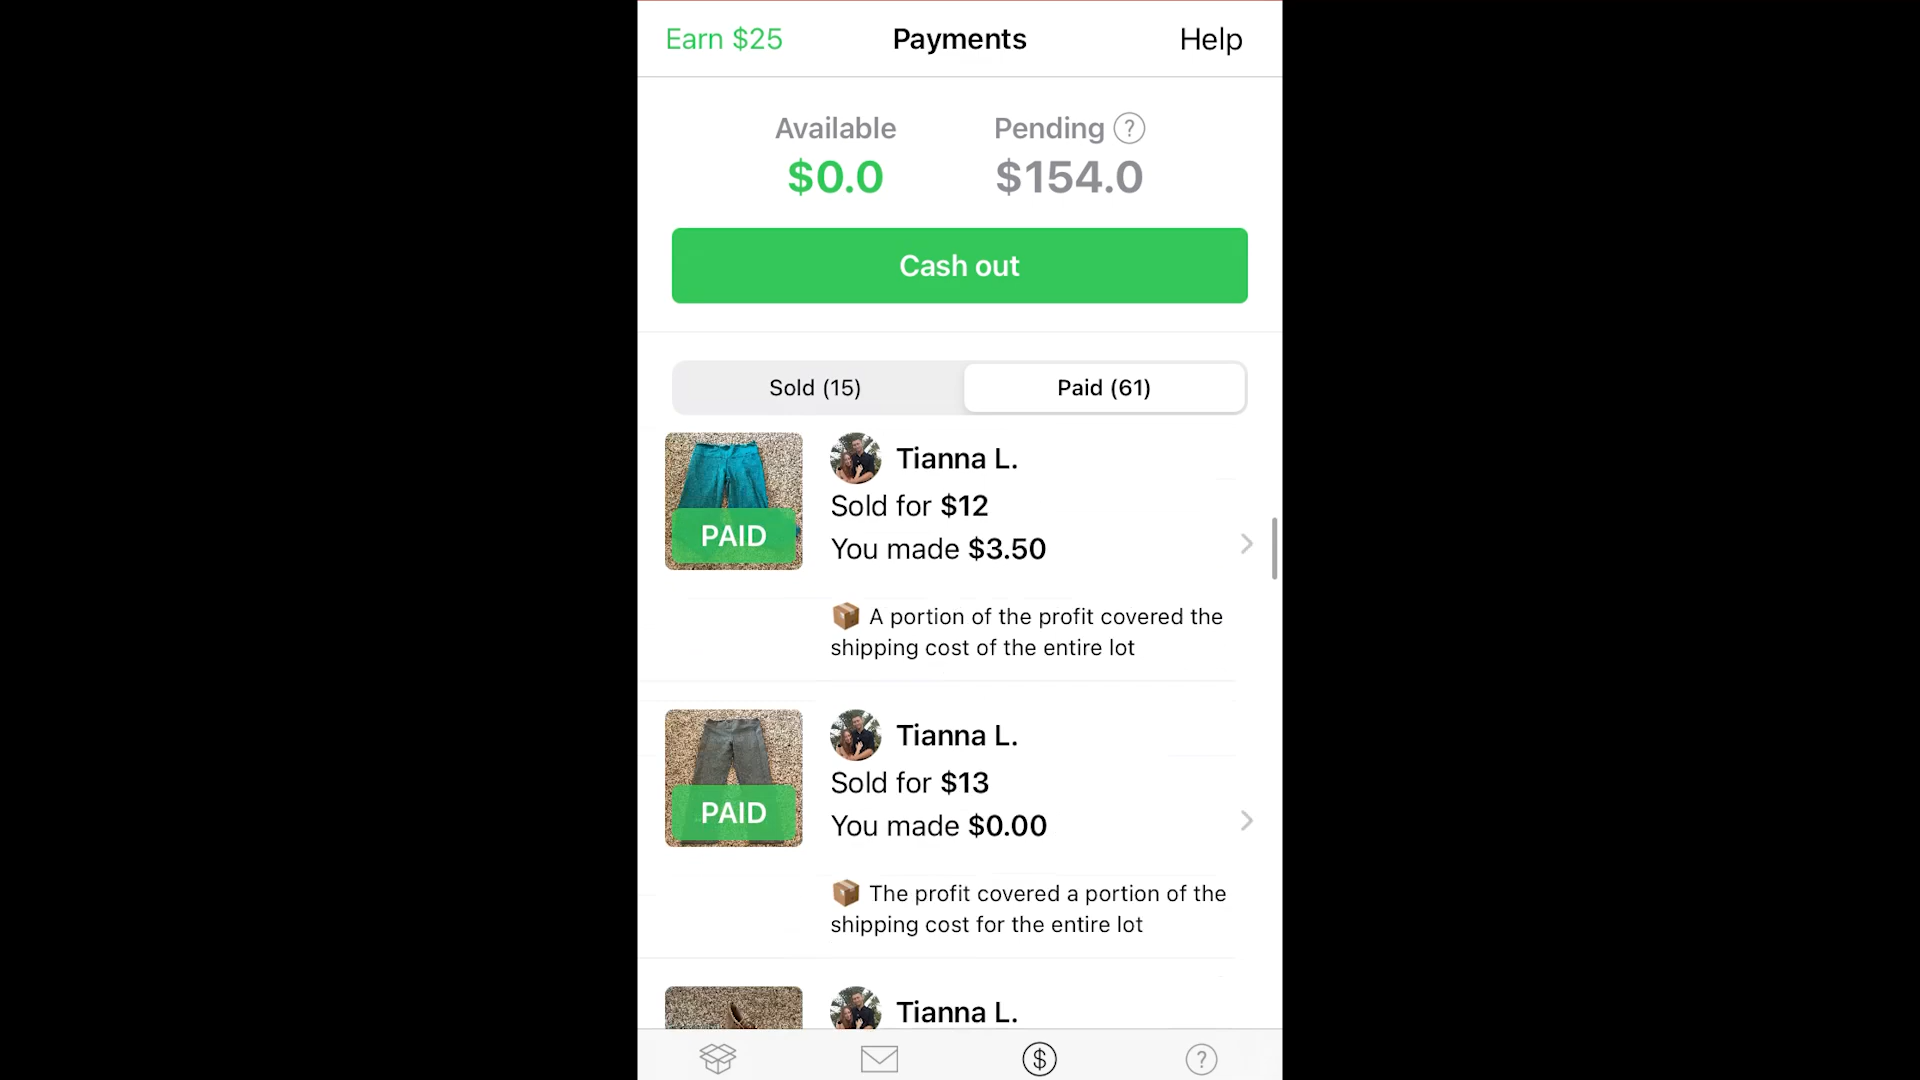 Earn $25 Payments Help
Available Pending ?
$0.0 $154.0
Cash out
Sold (15) Paid (61)
Tianna L.
Sold for $12
PAID
You made $3.50
A portion of the profit covered the
shipping cost of the entire lot
Tianna L.
Sold for $13
PAID
You made $0.00
The profit covered a portion of the
shipping cost for the entire lot
Tianna L.
$ ?